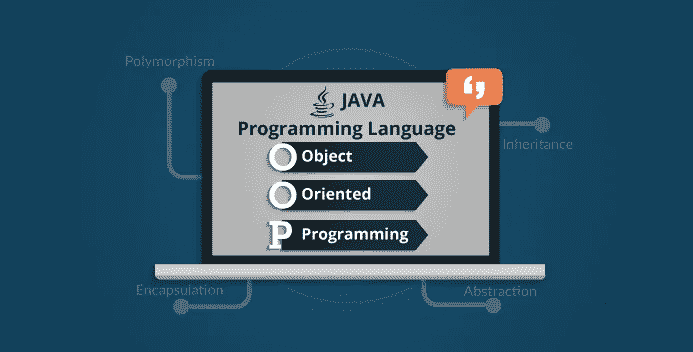 Polymorphism
JAVA
Programming Language
Inheritance
O Object
O Oriented
P Programming
Encapsulation
Abstraction